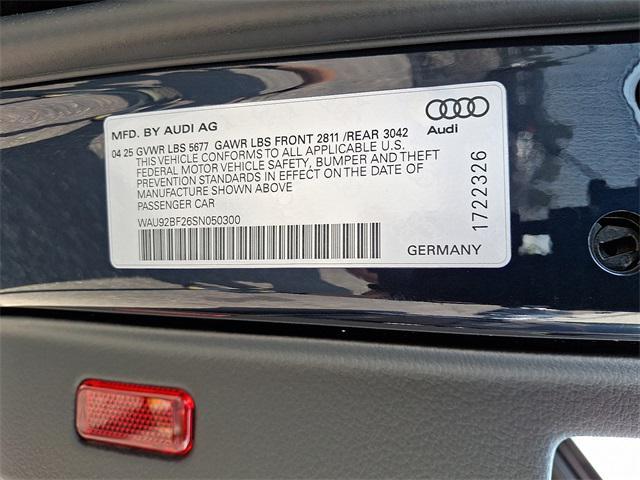 MFD. BY AUDI AG
Audi
04 25 GVWR LBS 5677 GAWR LBS FRONT 2811 /REAR 3042
THIS VEHICLE CONFORMS TO ALL APPLICABLE U.S.
FEDERAL MOTOR VEHICLE SAFETY, BUMPER AND THEFT
PREVENTION STANDARDS IN EFFECT ON THE DATE OF
MANUFACTURE SHOWN ABOVE
PASSENGER CAR
WAU92BF26SN050300
GERMANY
1722326